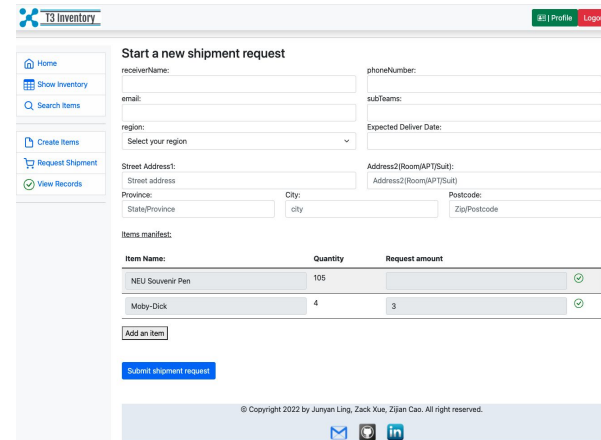 T3 Inventory
Profile
Logo
Home
Show Inventory
Search Items
Create Items
Request Shipment
View Records
Start a new shipment request
receiverName: phoneNumber:
email: subTeams:
region: Expected Deliver Date:
Select your region
Street Address1: Address2(Room/APT/Suit):
Street address Address2(Room/APT/Suit)
Province: City: Postcode:
State/Province city Zip/Postcode
Items manifest:
Item Name: Quantity Request amount
NEU Souvenir Pen 105
Moby-Dick 4 3
Add an item
Submit shipment request
© Copyright 2022 by Junyan Ling, Zack Xue, Zijian Cao. All right reserved.
in